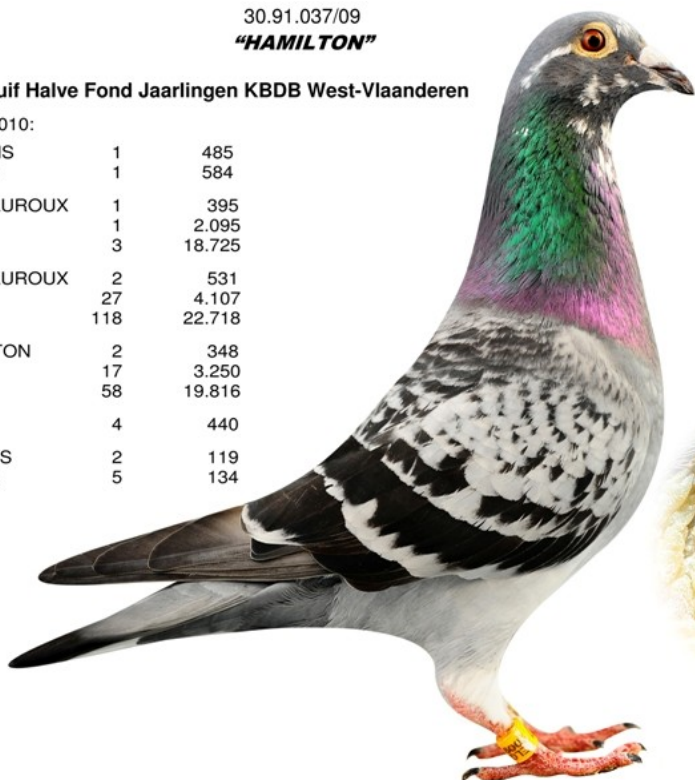 30.91.037/09
"HAMILTON"
uif Halve Fond Jaarlingen KBDB West-Vlaanderen
010:
S 1 485
1 584
UROUX 1 395
1 2.095
3 18.725
UROUX 2 531
27 4.107
118 22.718
TON 2 348
17 3.250
58 19.816
4 440
S 2 119
5 134